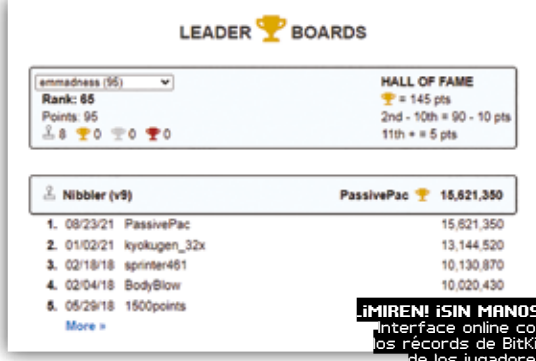 LEADER BOARDS
emmadness (95)
Rank: 65
Points: 95
8 0 0 0
HALL OF FAME
= 145 pts
2nd - 10th = 90 - 10 pts
11th + = 5 pts
Nibbler (v9) PassivePac 15,621,350
1. 08/23/21 PassivePac 15,621,350
2. 01/02/21 kyokugen_32x 13,144,520
3. 02/18/18 sprinter461 10,130,870
4. 02/04/18 BodyBlow 10,020,430
5. 05/29/18 1500points
More »
¡MIREN! ¡SIN MANOS
Interface online co
los récords de BitKi
de los jugadore